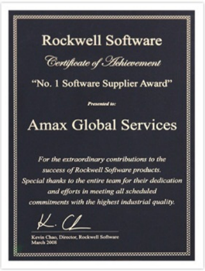 Rockwell Software
Certificate of Achievement
"No. 1 Software Supplier Award"
Presented to:
Amax Global Services
For the extraordinary contributions to the
success of Rockwell Software products.
Special thanks to the entire team for their dedication
and efforts in meeting all scheduled
commitments with the highest industrial quality.
Kevin Chao, Director, Rockwell Software
March 2008